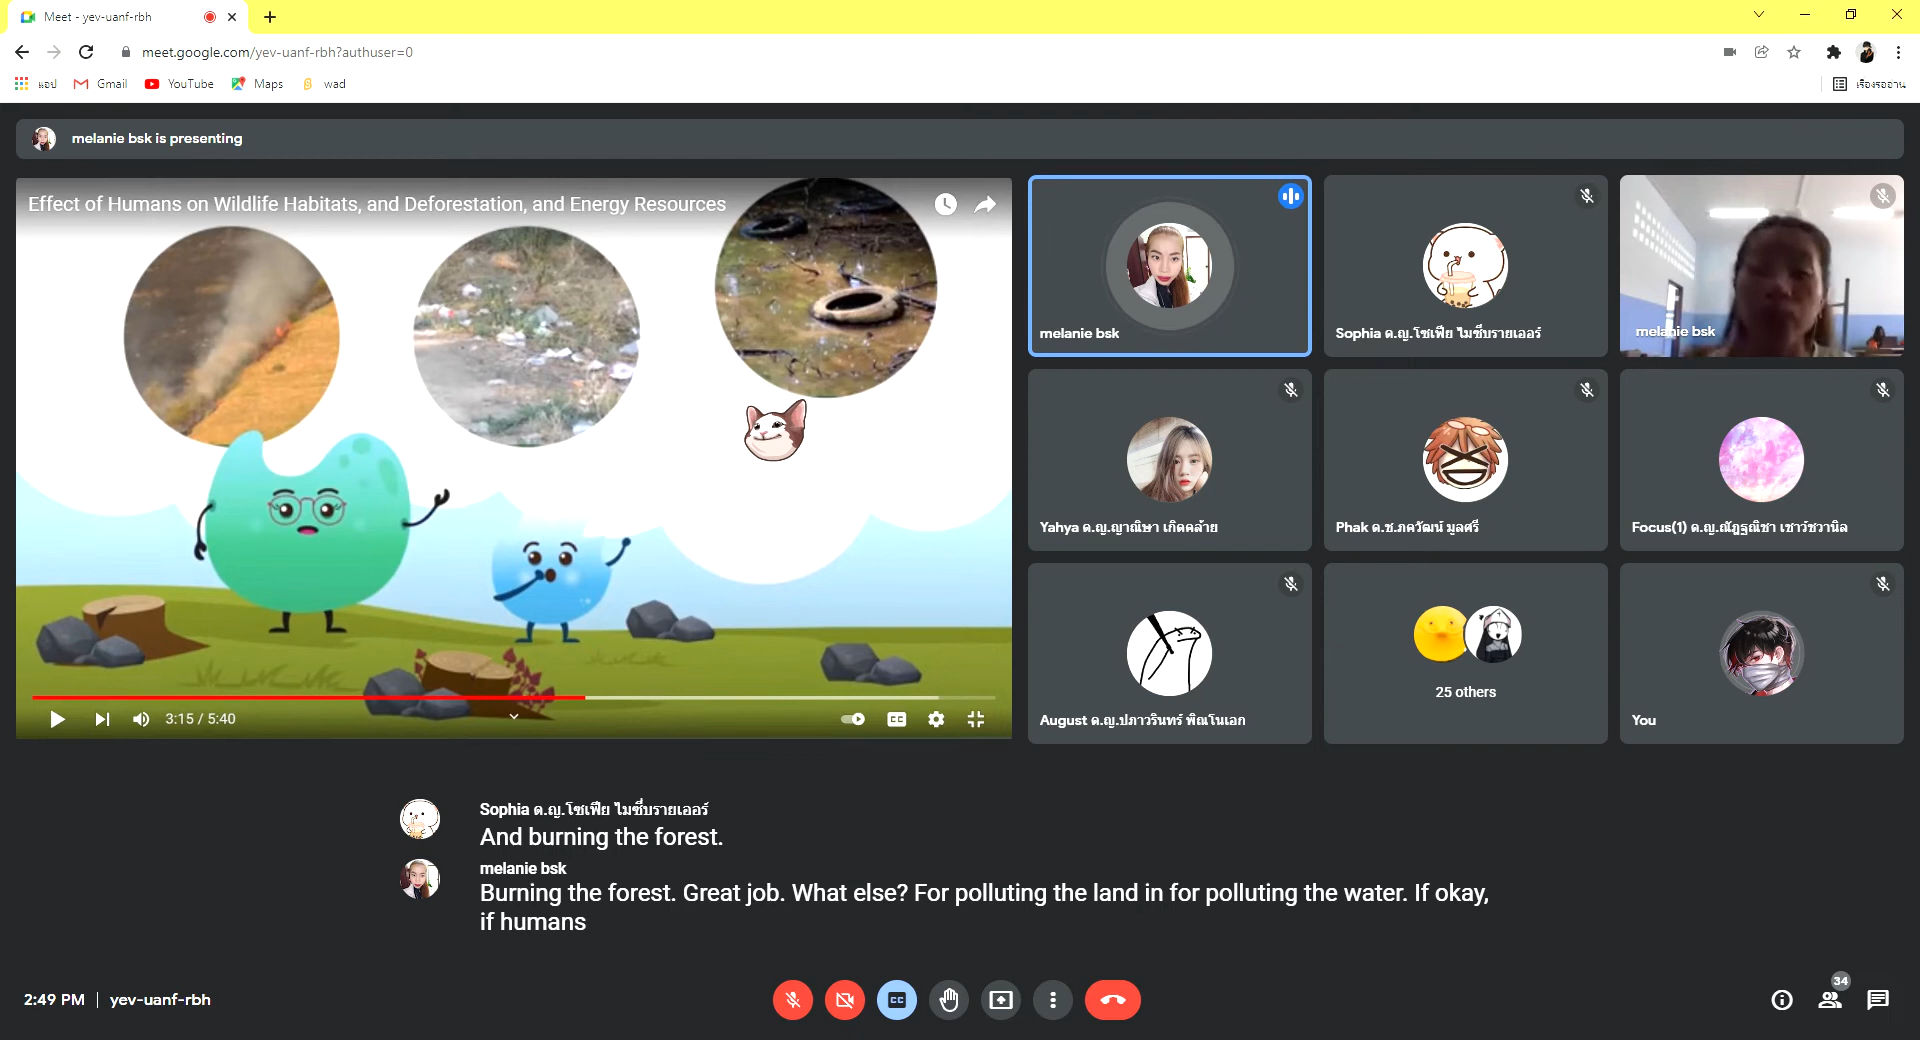 Meet - yev-uanf-rbh
meet.google.com/yev-uanf-rbh?authuser=0
แอป Gmail YouTube Maps wad
เรื่องรออ่าน
melanie bsk is presenting
Effect of Humans on Wildlife Habitats, and Deforestation, and Energy Resources
3:15 / 5:40
CC
melanie bsk
Sophia ด.ญ.โซเฟีย ไมซึ่บรายเออร์
melanie bsk
Yahya ด.ญ.ญาณิษา เกิดคล้าย
Phak ด.ช.ภควัฒน์ มูลศรี
Focus(1) ด.ญ.ณัฏฐณิชา เชาว์ชวานิล
August ด.ญ.ปภาวรินทร์ พิณโนเอก
25 others
You
Sophia ด.ญ.โซเฟีย ไมซึ่บรายเออร์
And burning the forest.
melanie bsk
Burning the forest. Great job. What else? For polluting the land in for polluting the water. If okay,
if humans
2:49 PM | yev-uanf-rbh
CC
34